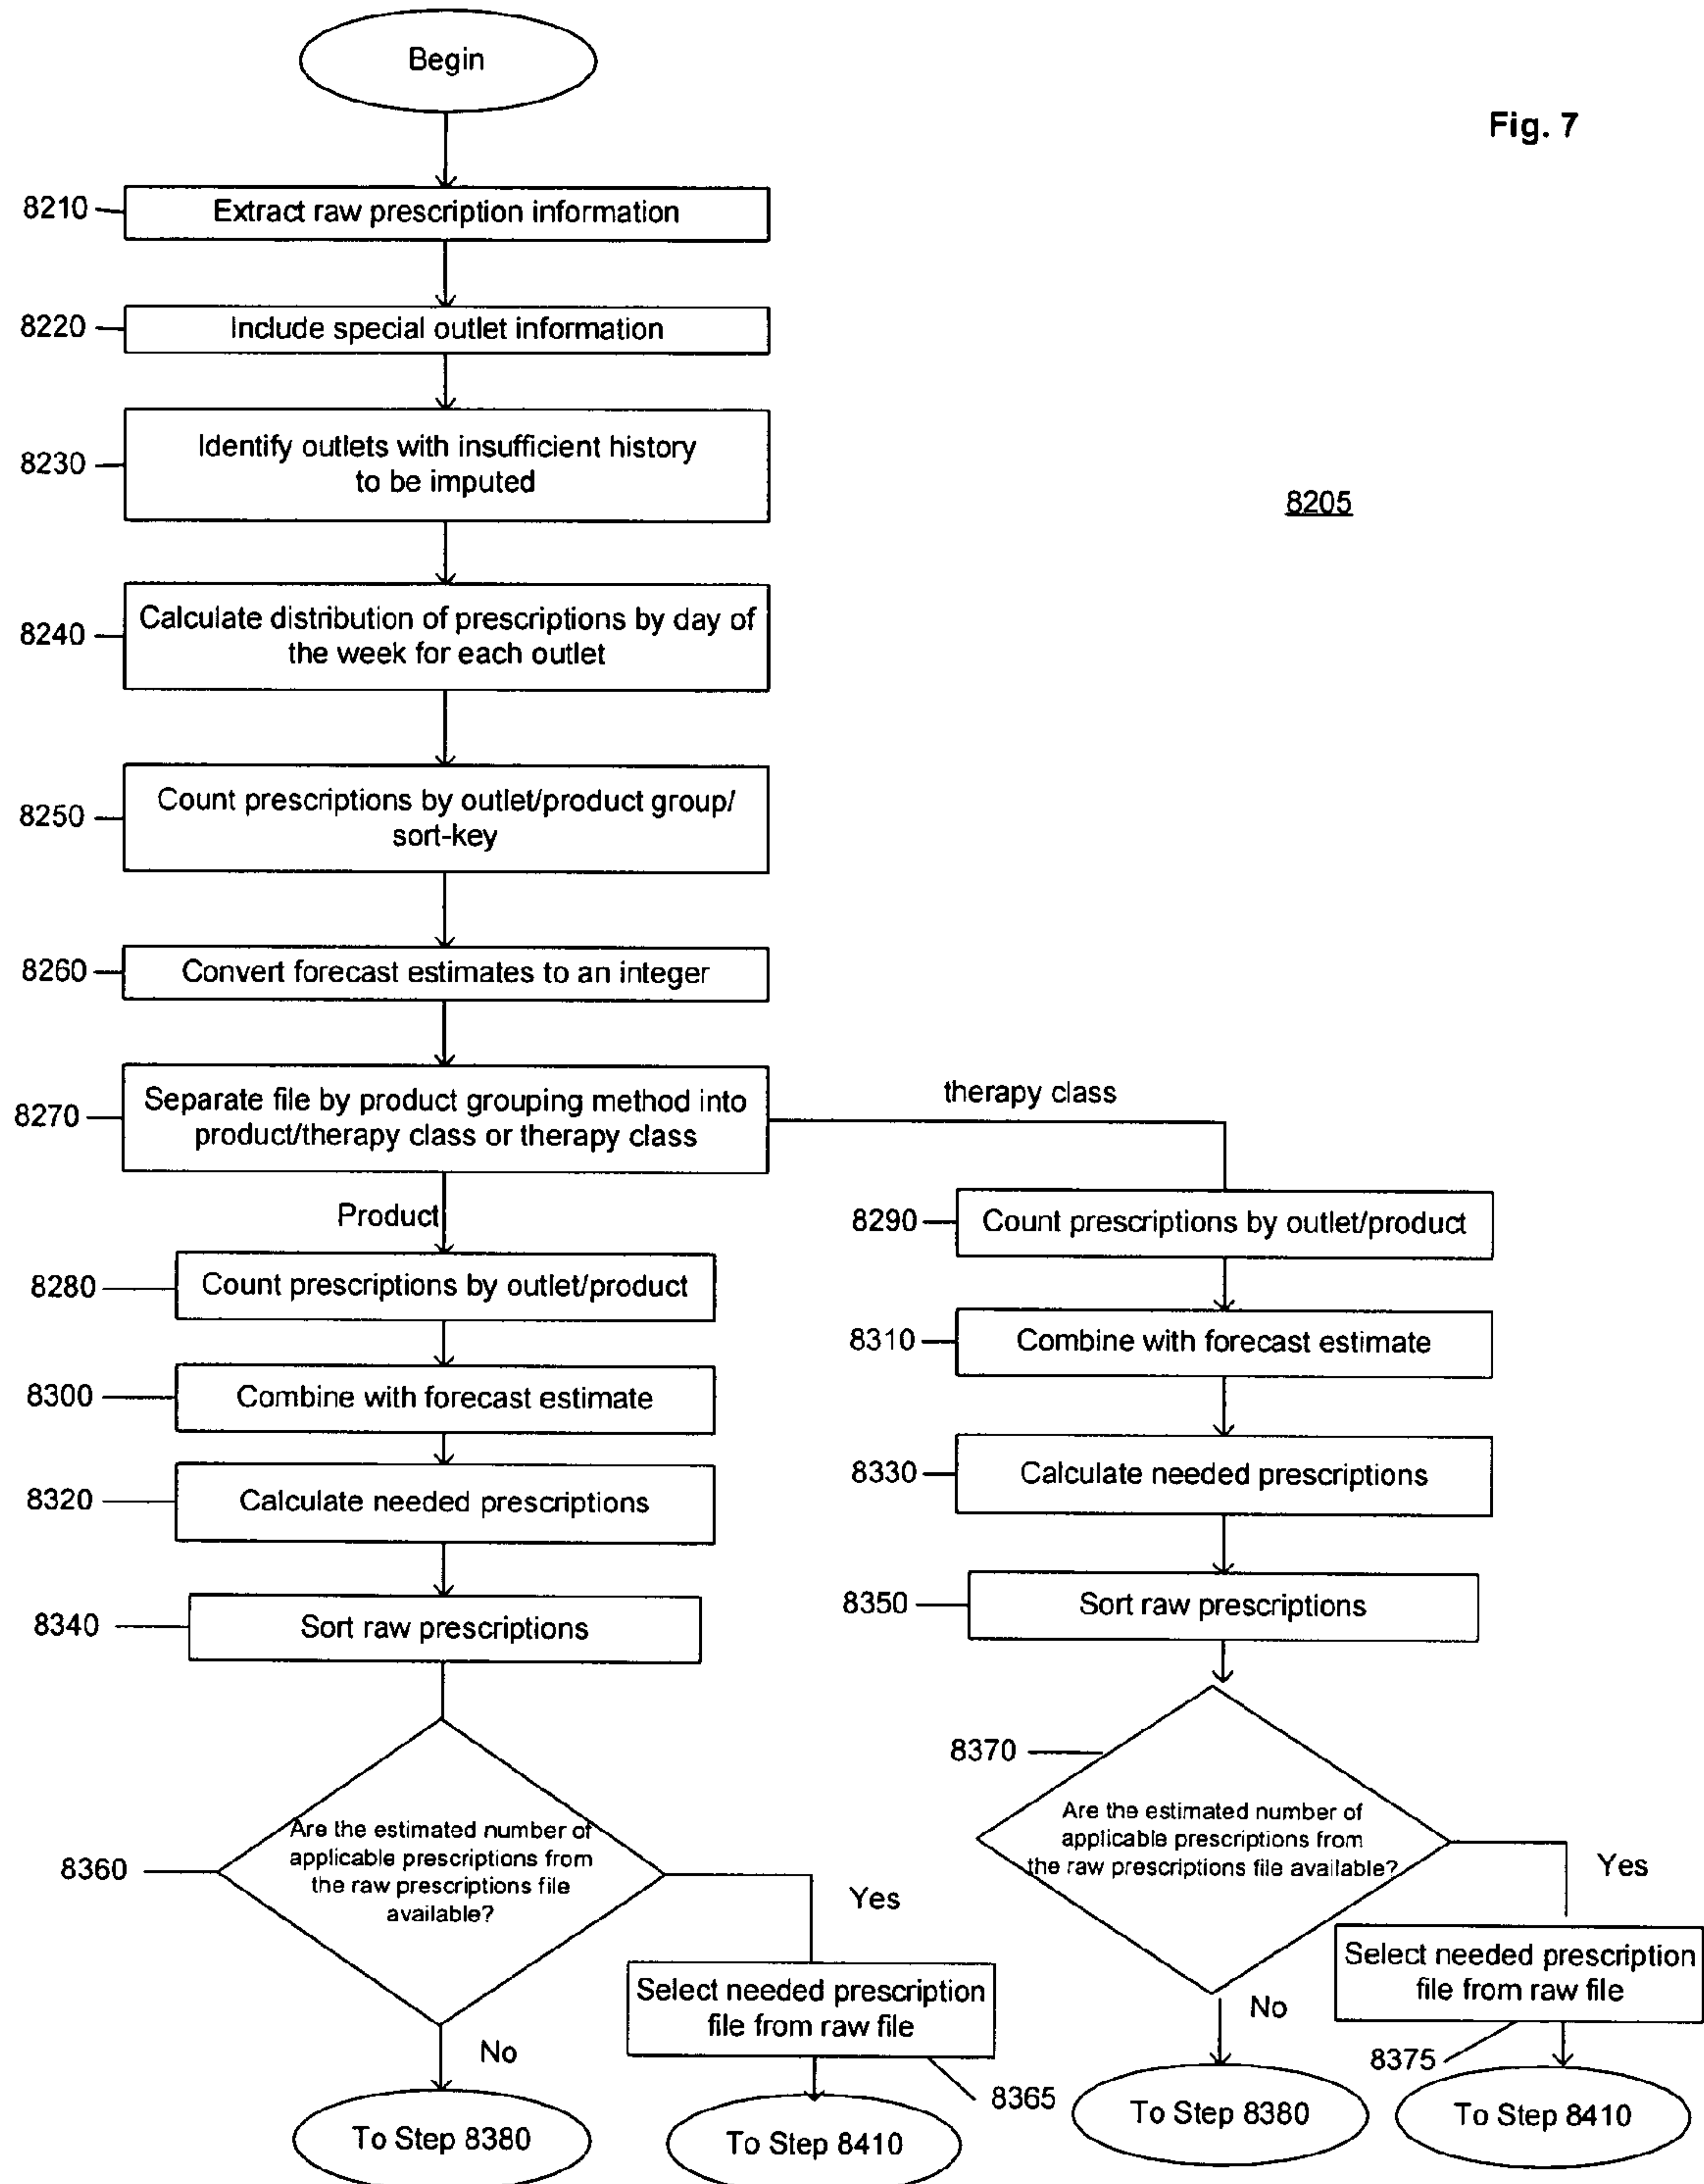 Begin
Fig. 7
8210
Extract raw prescription information
8220
Include special outlet information
8230
Identify outlets with insufficient history
to be imputed
8205
8240
Calculate distribution of prescriptions by day of
the week for each outlet
8250
Count prescriptions by outlet/product group/
sort-key
8260
Convert forecast estimates to an integer
8270
Separate file by product grouping method into
product/therapy class or therapy class
therapy class
Product
8280
Count prescriptions by outlet/product
8300
Combine with forecast estimate
8320
Calculate needed prescriptions
8340
Sort raw prescriptions
8360
Are the estimated number of
applicable prescriptions from
the raw prescriptions file
available?
Yes
Select needed prescription
file from raw file
8365
No
To Step 8380
To Step 8410
8290
Count prescriptions by outlet/product
8310
Combine with forecast estimate
8330
Calculate needed prescriptions
8350
Sort raw prescriptions
8370
Are the estimated number of
applicable prescriptions from
the raw prescriptions file available?
Yes
Select needed prescription
file from raw file
8375
No
To Step 8380
To Step 8410